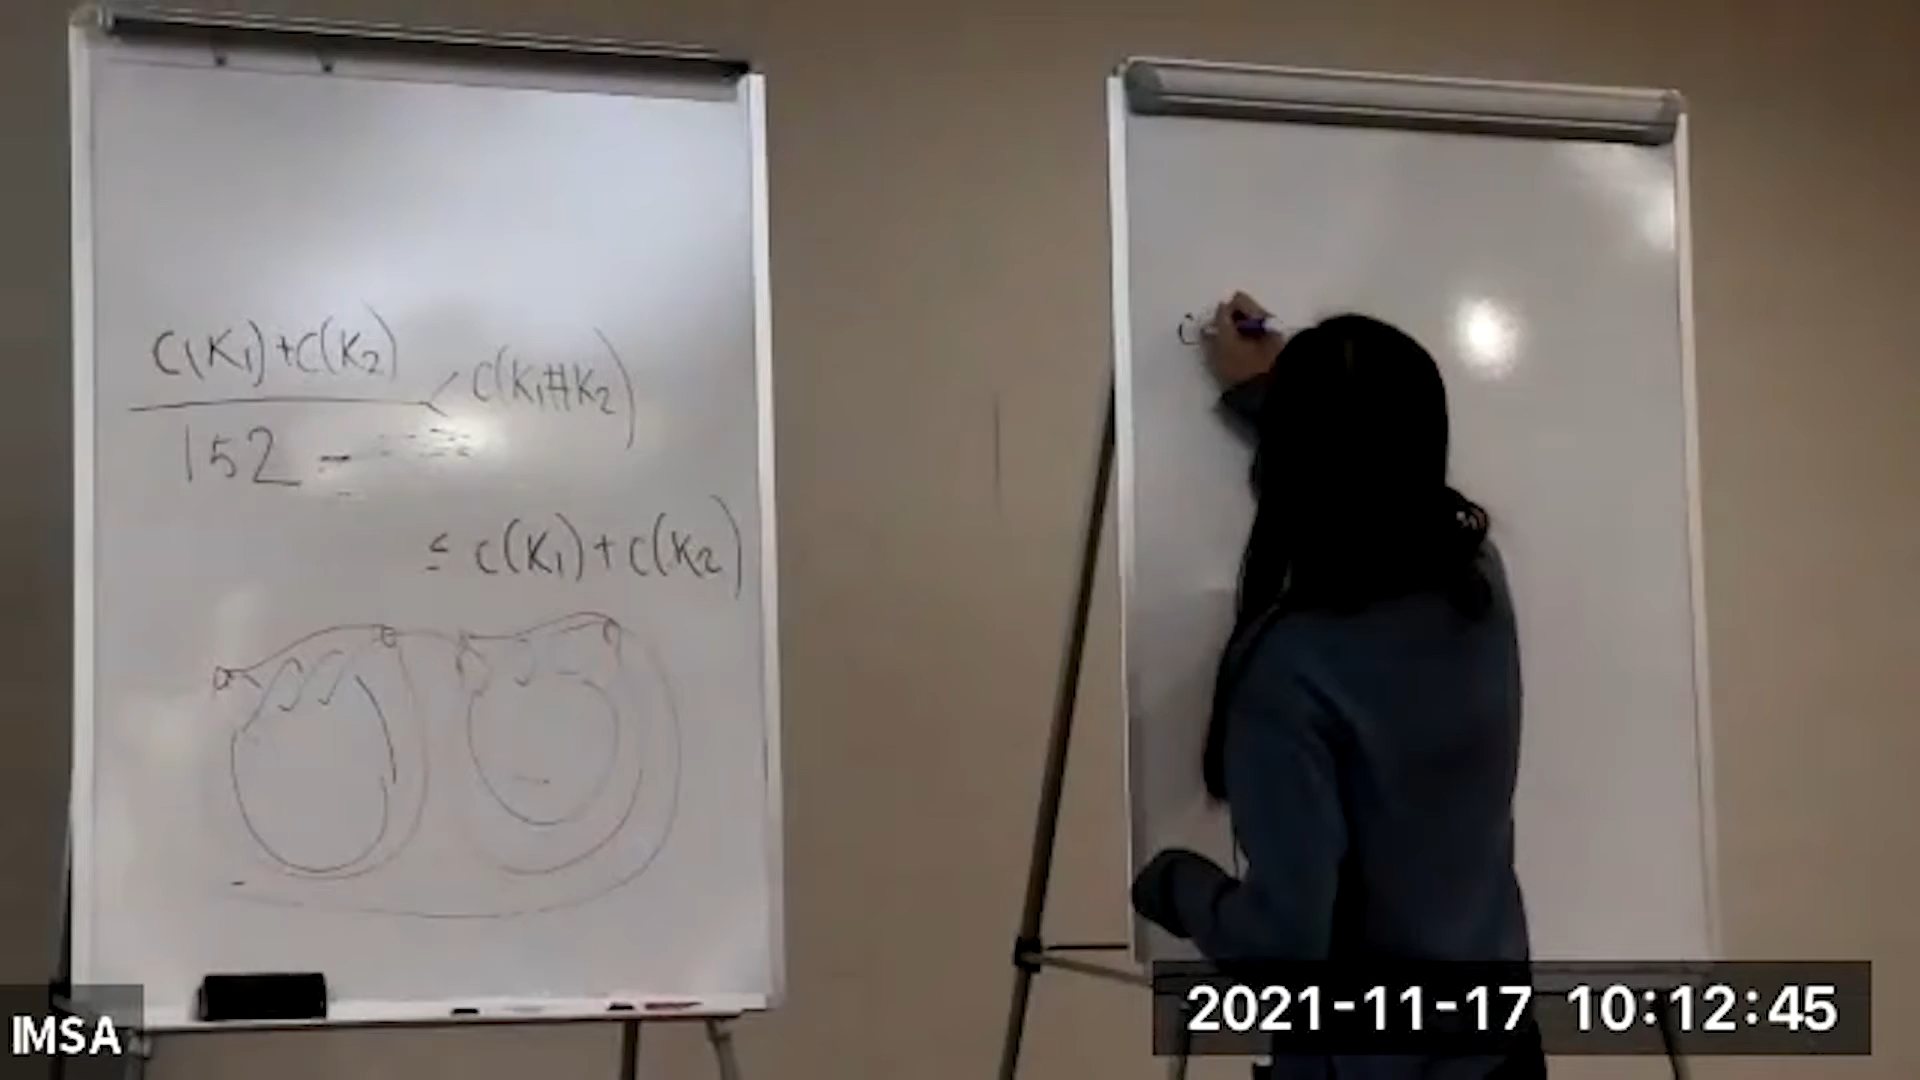 C(K₁)+C(K₂)
152
≤ C(K₁#K₂)
≤ C(K₁)+C(K₂)
C
IMSA
2021-11-17 10:12:45